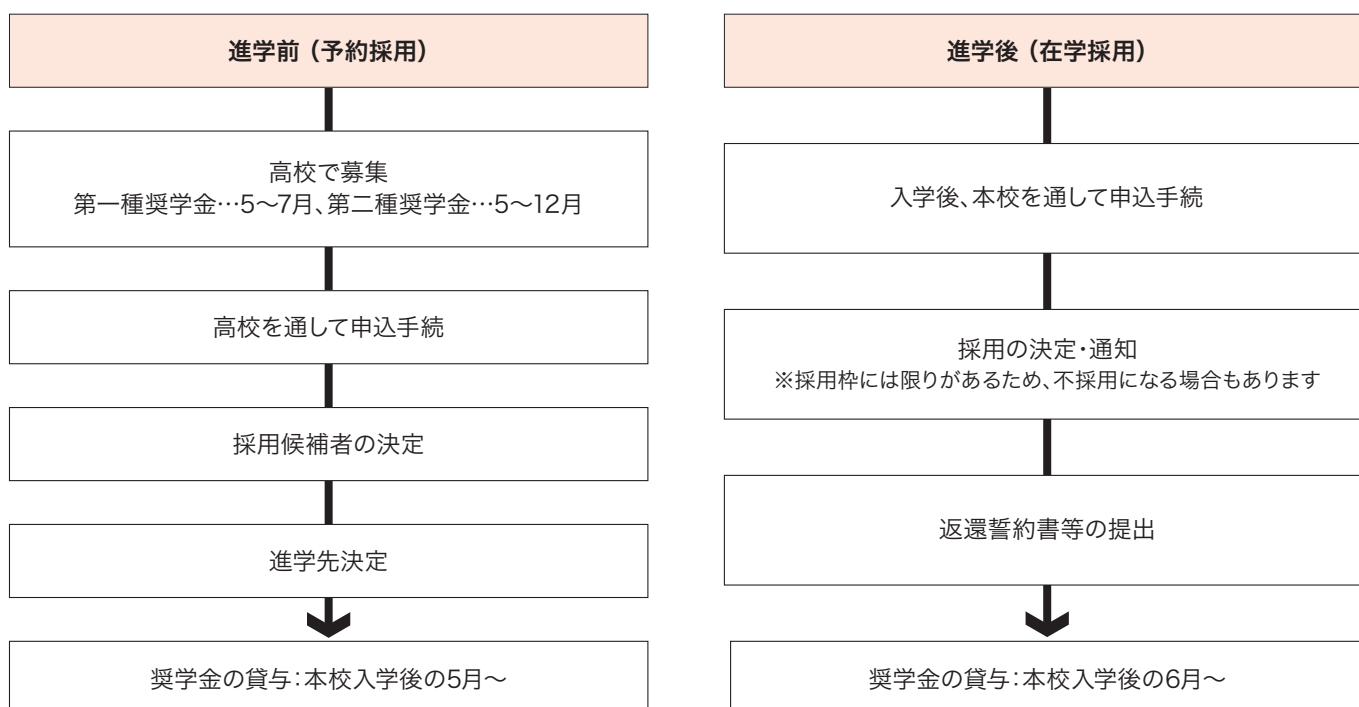 進学前（予約採用）
高校で募集
第一種奨学金…5〜7月、第二種奨学金…5〜12月
高校を通して申込手続
採用候補者の決定
進学先決定
奨学金の貸与：本校入学後の5月〜
進学後（在学採用）
入学後、本校を通して申込手続
採用の決定・通知
※採用枠には限りがあるため、不採用になる場合もあります
返還誓約書等の提出
奨学金の貸与：本校入学後の6月〜